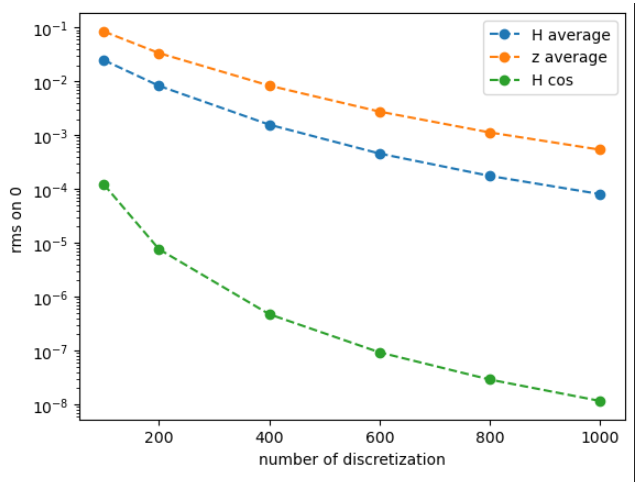 10⁻¹
10⁻²
10⁻³
10⁻⁴
10⁻⁵
10⁻⁶
10⁻⁷
10⁻⁸
rms on 0
H average
z average
H cos
200 400 600 800 1000
number of discretization